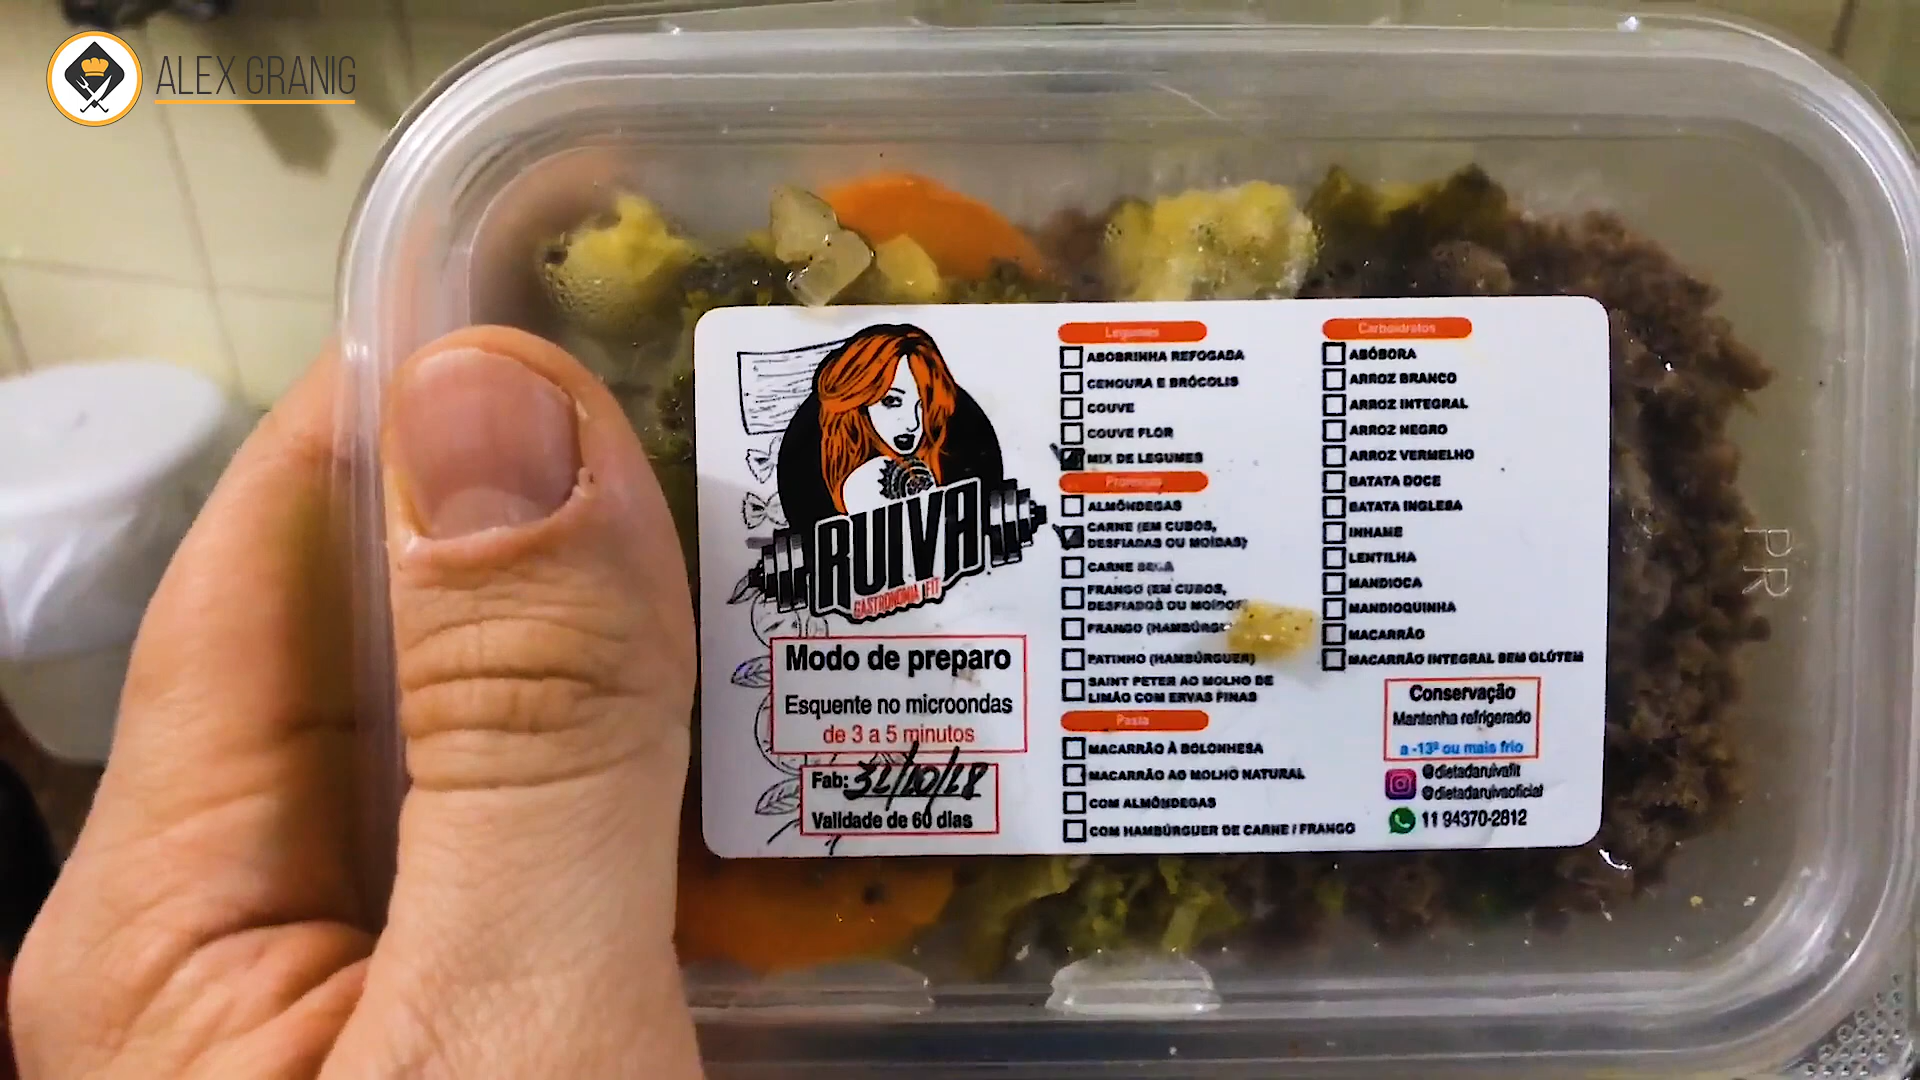 ALEX GRANIG
RUIVA
GASTRONOMIA FIT
Modo de preparo
Esquente no microondas
de 3 a 5 minutos
Fab: 31/10/18
Validade de 60 dias
Legumes
ABOBRINHA REFOGADA
CENOURA E BRÓCOLIS
COUVE
COUVE FLOR
MIX DE LEGUMES
Proteínas
ALMÔNDEGAS
CARNE (EM CUBOS,
DESFIADAS OU MOÍDAS)
CARNE SECA
FRANGO (EM CUBOS,
DESFIADOS OU MOÍDOS
FRANGO
PATINHO (HAMBÚRGUER)
SAINT PETER AO MOLHO DE
LIMÃO COM ERVAS FINAS
Pasta
MACARRÃO À BOLONHESA
MACARRÃO AO MOLHO NATURAL
COM ALMÔNDEGAS
COM HAMBÚRGUER DE CARNE / FRANGO
Carboidratos
ABÓBORA
ARROZ BRANCO
ARROZ INTEGRAL
ARROZ NEGRO
ARROZ VERMELHO
BATATA DOCE
BATATA INGLESA
INHAME
LENTILHA
MANDIOCA
MANDIOQUINHA
MACARRÃO
MACARRÃO INTEGRAL SEM GLÚTEM
Conservação
Mantenha refrigerado
a -13º ou mais frio
@dietadaruivafit
@dietadaruivaoficial
11 94370-2812
PR